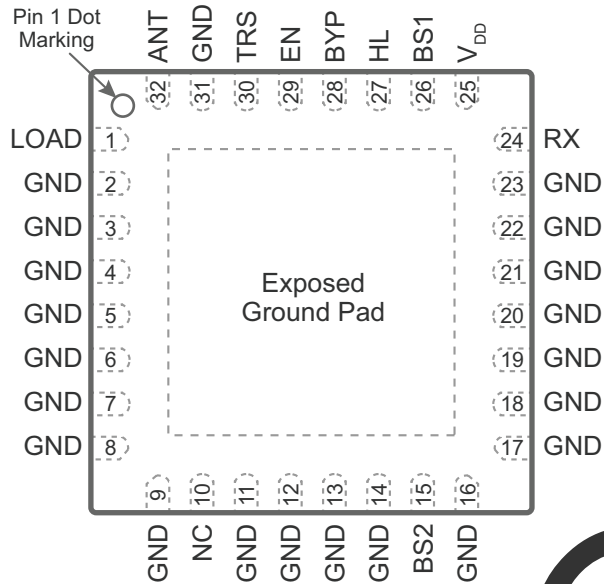 Pin 1 Dot
Marking
ANT GND TRS EN BYP HL BS1 VDD
32 31 30 29 28 27 26 25
LOAD 1 24 RX
GND 2 23 GND
GND 3 22 GND
GND 4 21 GND
GND 5 20 GND
GND 6 19 GND
GND 7 18 GND
GND 8 17 GND
Exposed
Ground Pad
9 10 11 12 13 14 15 16
GND NC GND GND GND GND BS2 GND